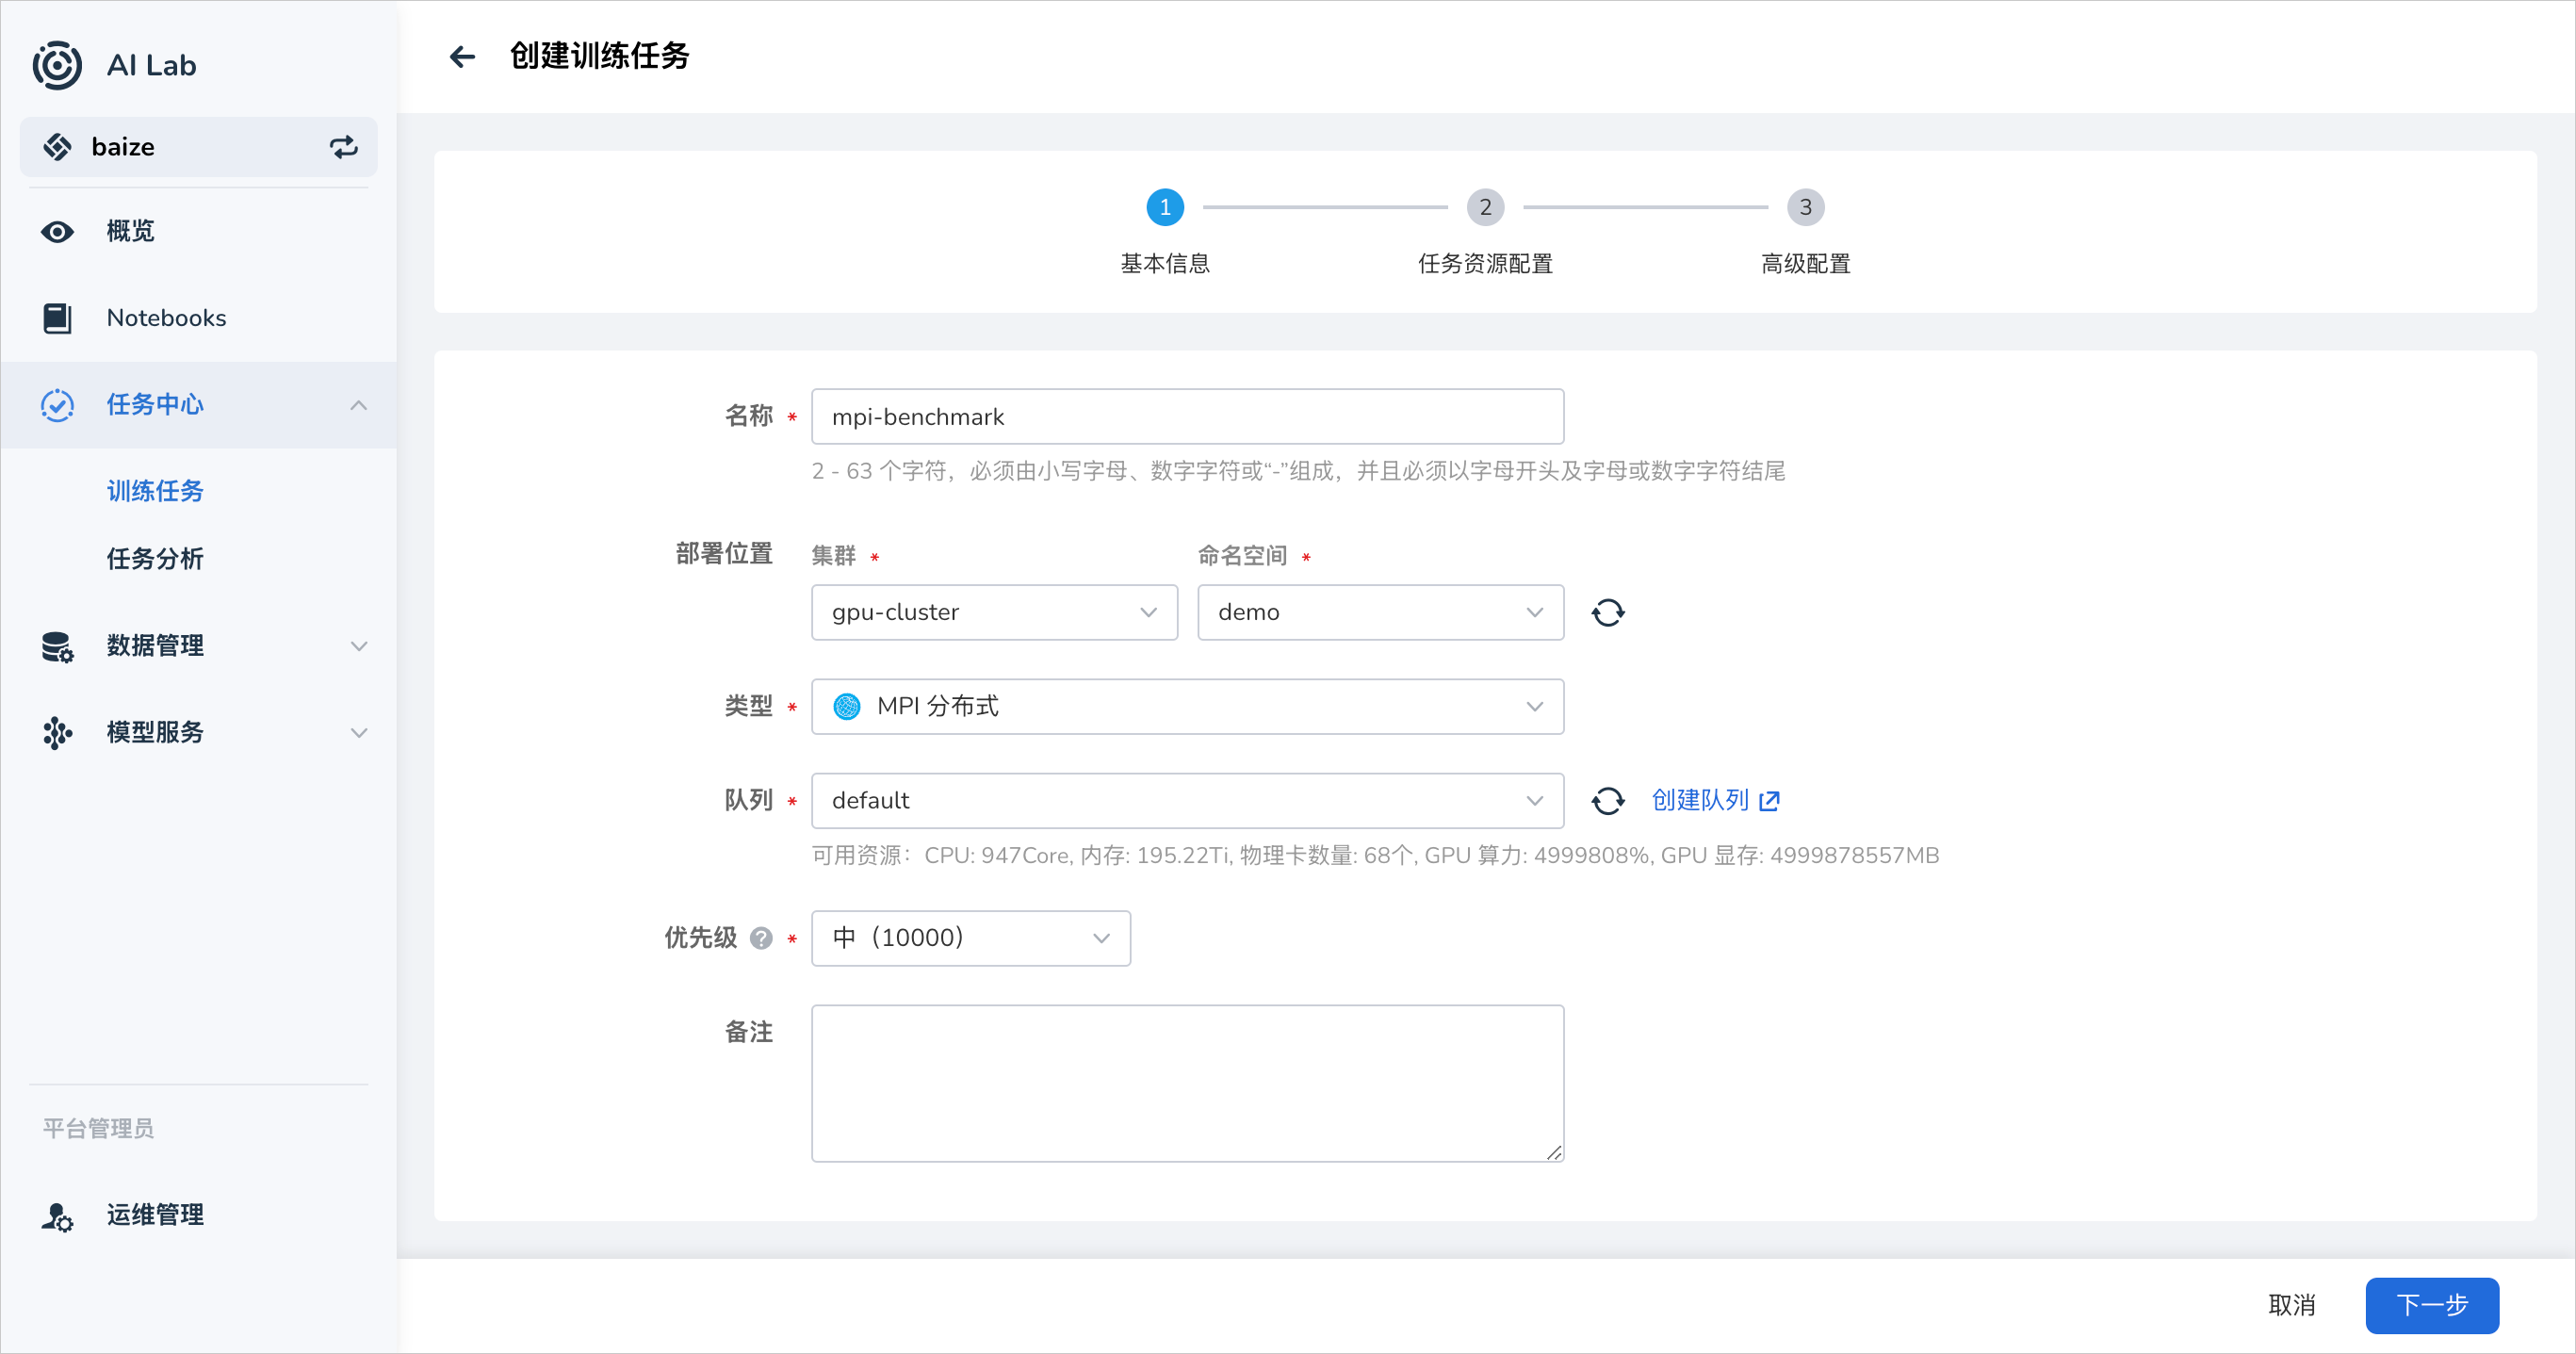 AI Lab
baize
概览
Notebooks
任务中心
训练任务
任务分析
数据管理
模型服务
平台管理员
运维管理
创建训练任务
1 2 3
基本信息 任务资源配置 高级配置
名称 * mpi-benchmark
2 - 63 个字符，必须由小写字母、数字字符或“-”组成，并且必须以字母开头及字母或数字字符结尾
部署位置 集群 * 命名空间 *
gpu-cluster demo
类型 * MPI 分布式
队列 * default 创建队列
可用资源：CPU: 947Core, 内存: 195.22Ti, 物理卡数量: 68个, GPU 算力: 4999808%, GPU 显存: 4999878557MB
优先级 ? * 中（10000）
备注
取消 下一步